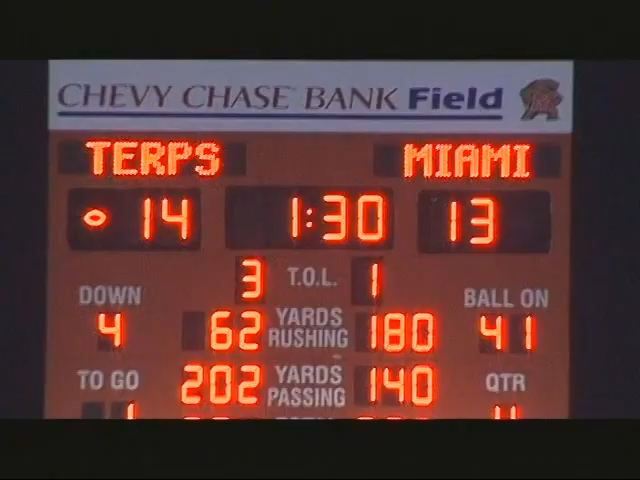 CHEVY CHASE BANK Field
TERPS MIAMI
14 1:30 13
3 T.O.L. 1
DOWN BALL ON
4 62 YARDS RUSHING 180 41
TO GO 202 YARDS PASSING 140 QTR